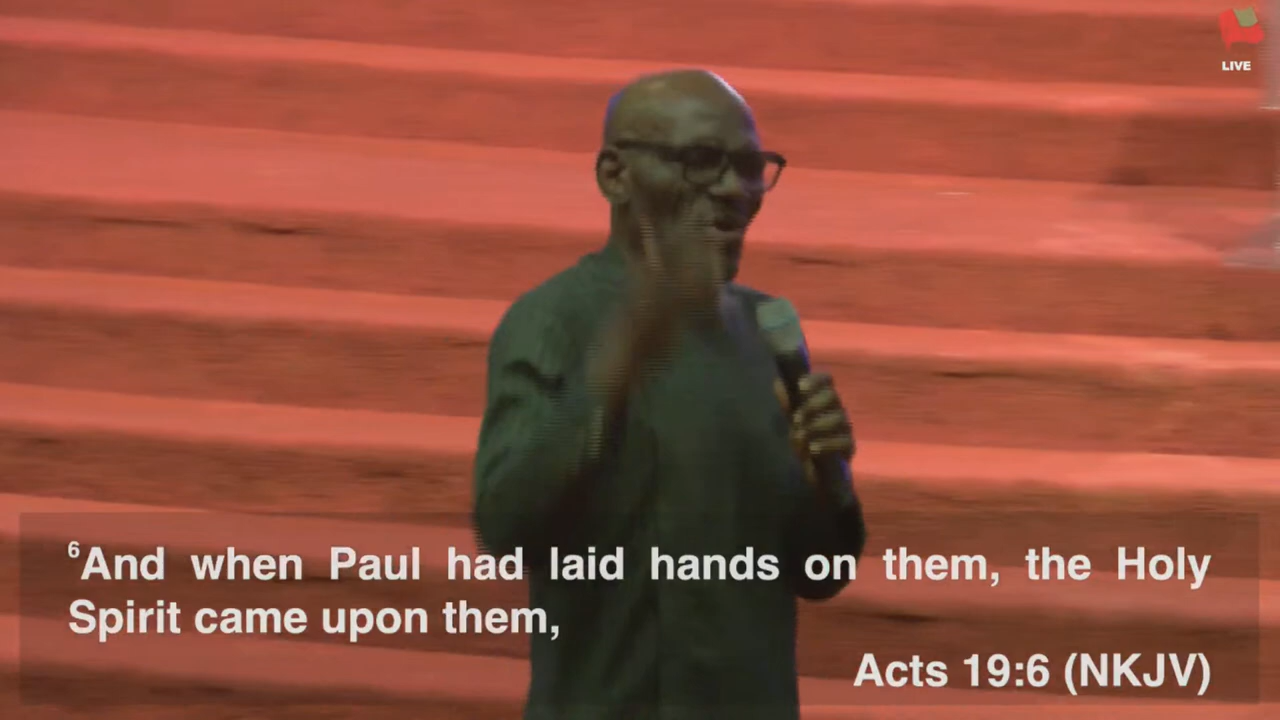 LIVE
⁶And when Paul had laid hands on them, the Holy
Spirit came upon them,
Acts 19:6 (NKJV)